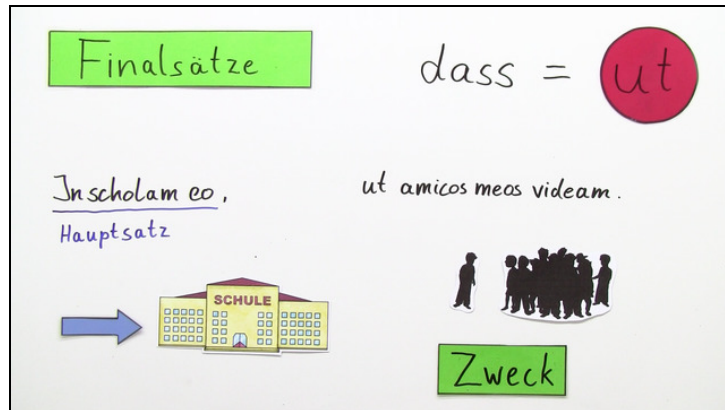 Finalsätze
dass = ut
In scholam eo, ut amicos meos videam.
Hauptsatz
SCHULE
Zweck